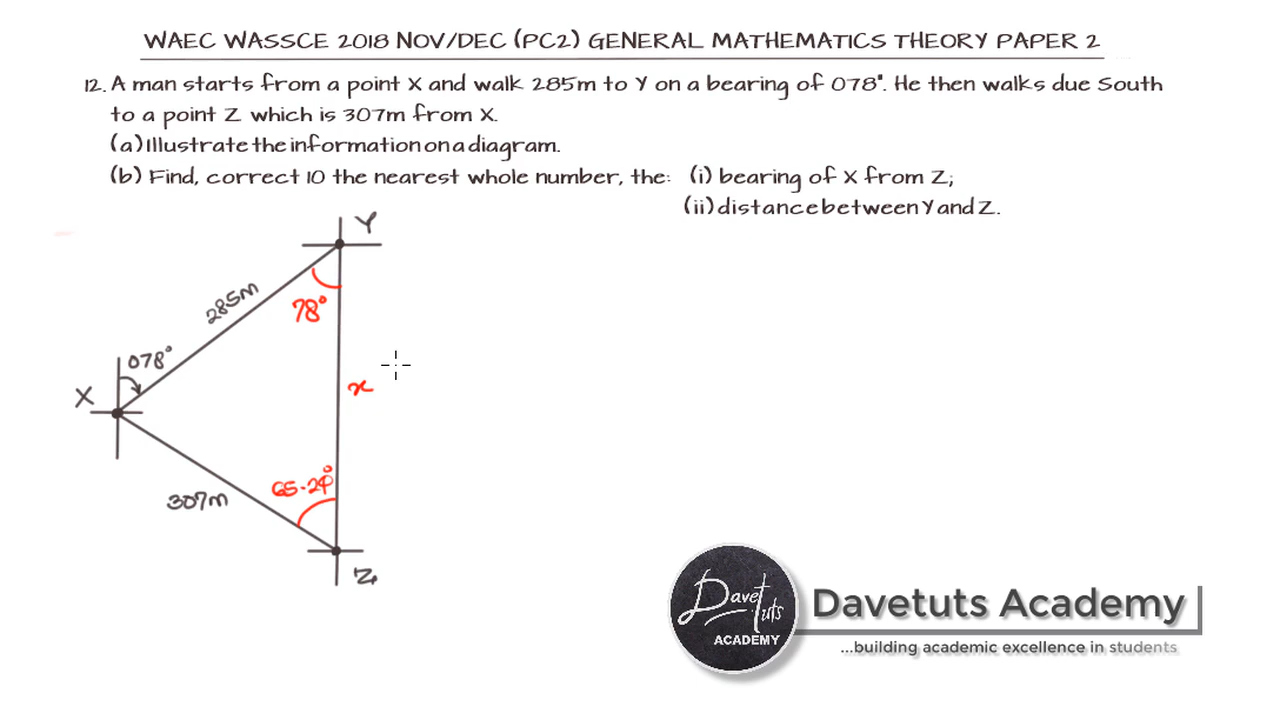 WAEC WASSCE 2018 NOV/DEC (PC2) GENERAL MATHEMATICS THEORY PAPER 2
12. A man starts from a point X and walk 285m to Y on a bearing of 078°. He then walks due South
to a point Z which is 307m from X.
(a) Illustrate the information on a diagram.
(b) Find, correct 10 the nearest whole number, the: (i) bearing of X from Z;
(ii) distance between Y and Z.
Y
285m
78°
078°
X
x
65.24°
307m
Z
Dave Tuts
ACADEMY
Davetuts Academy
...building academic excellence in students